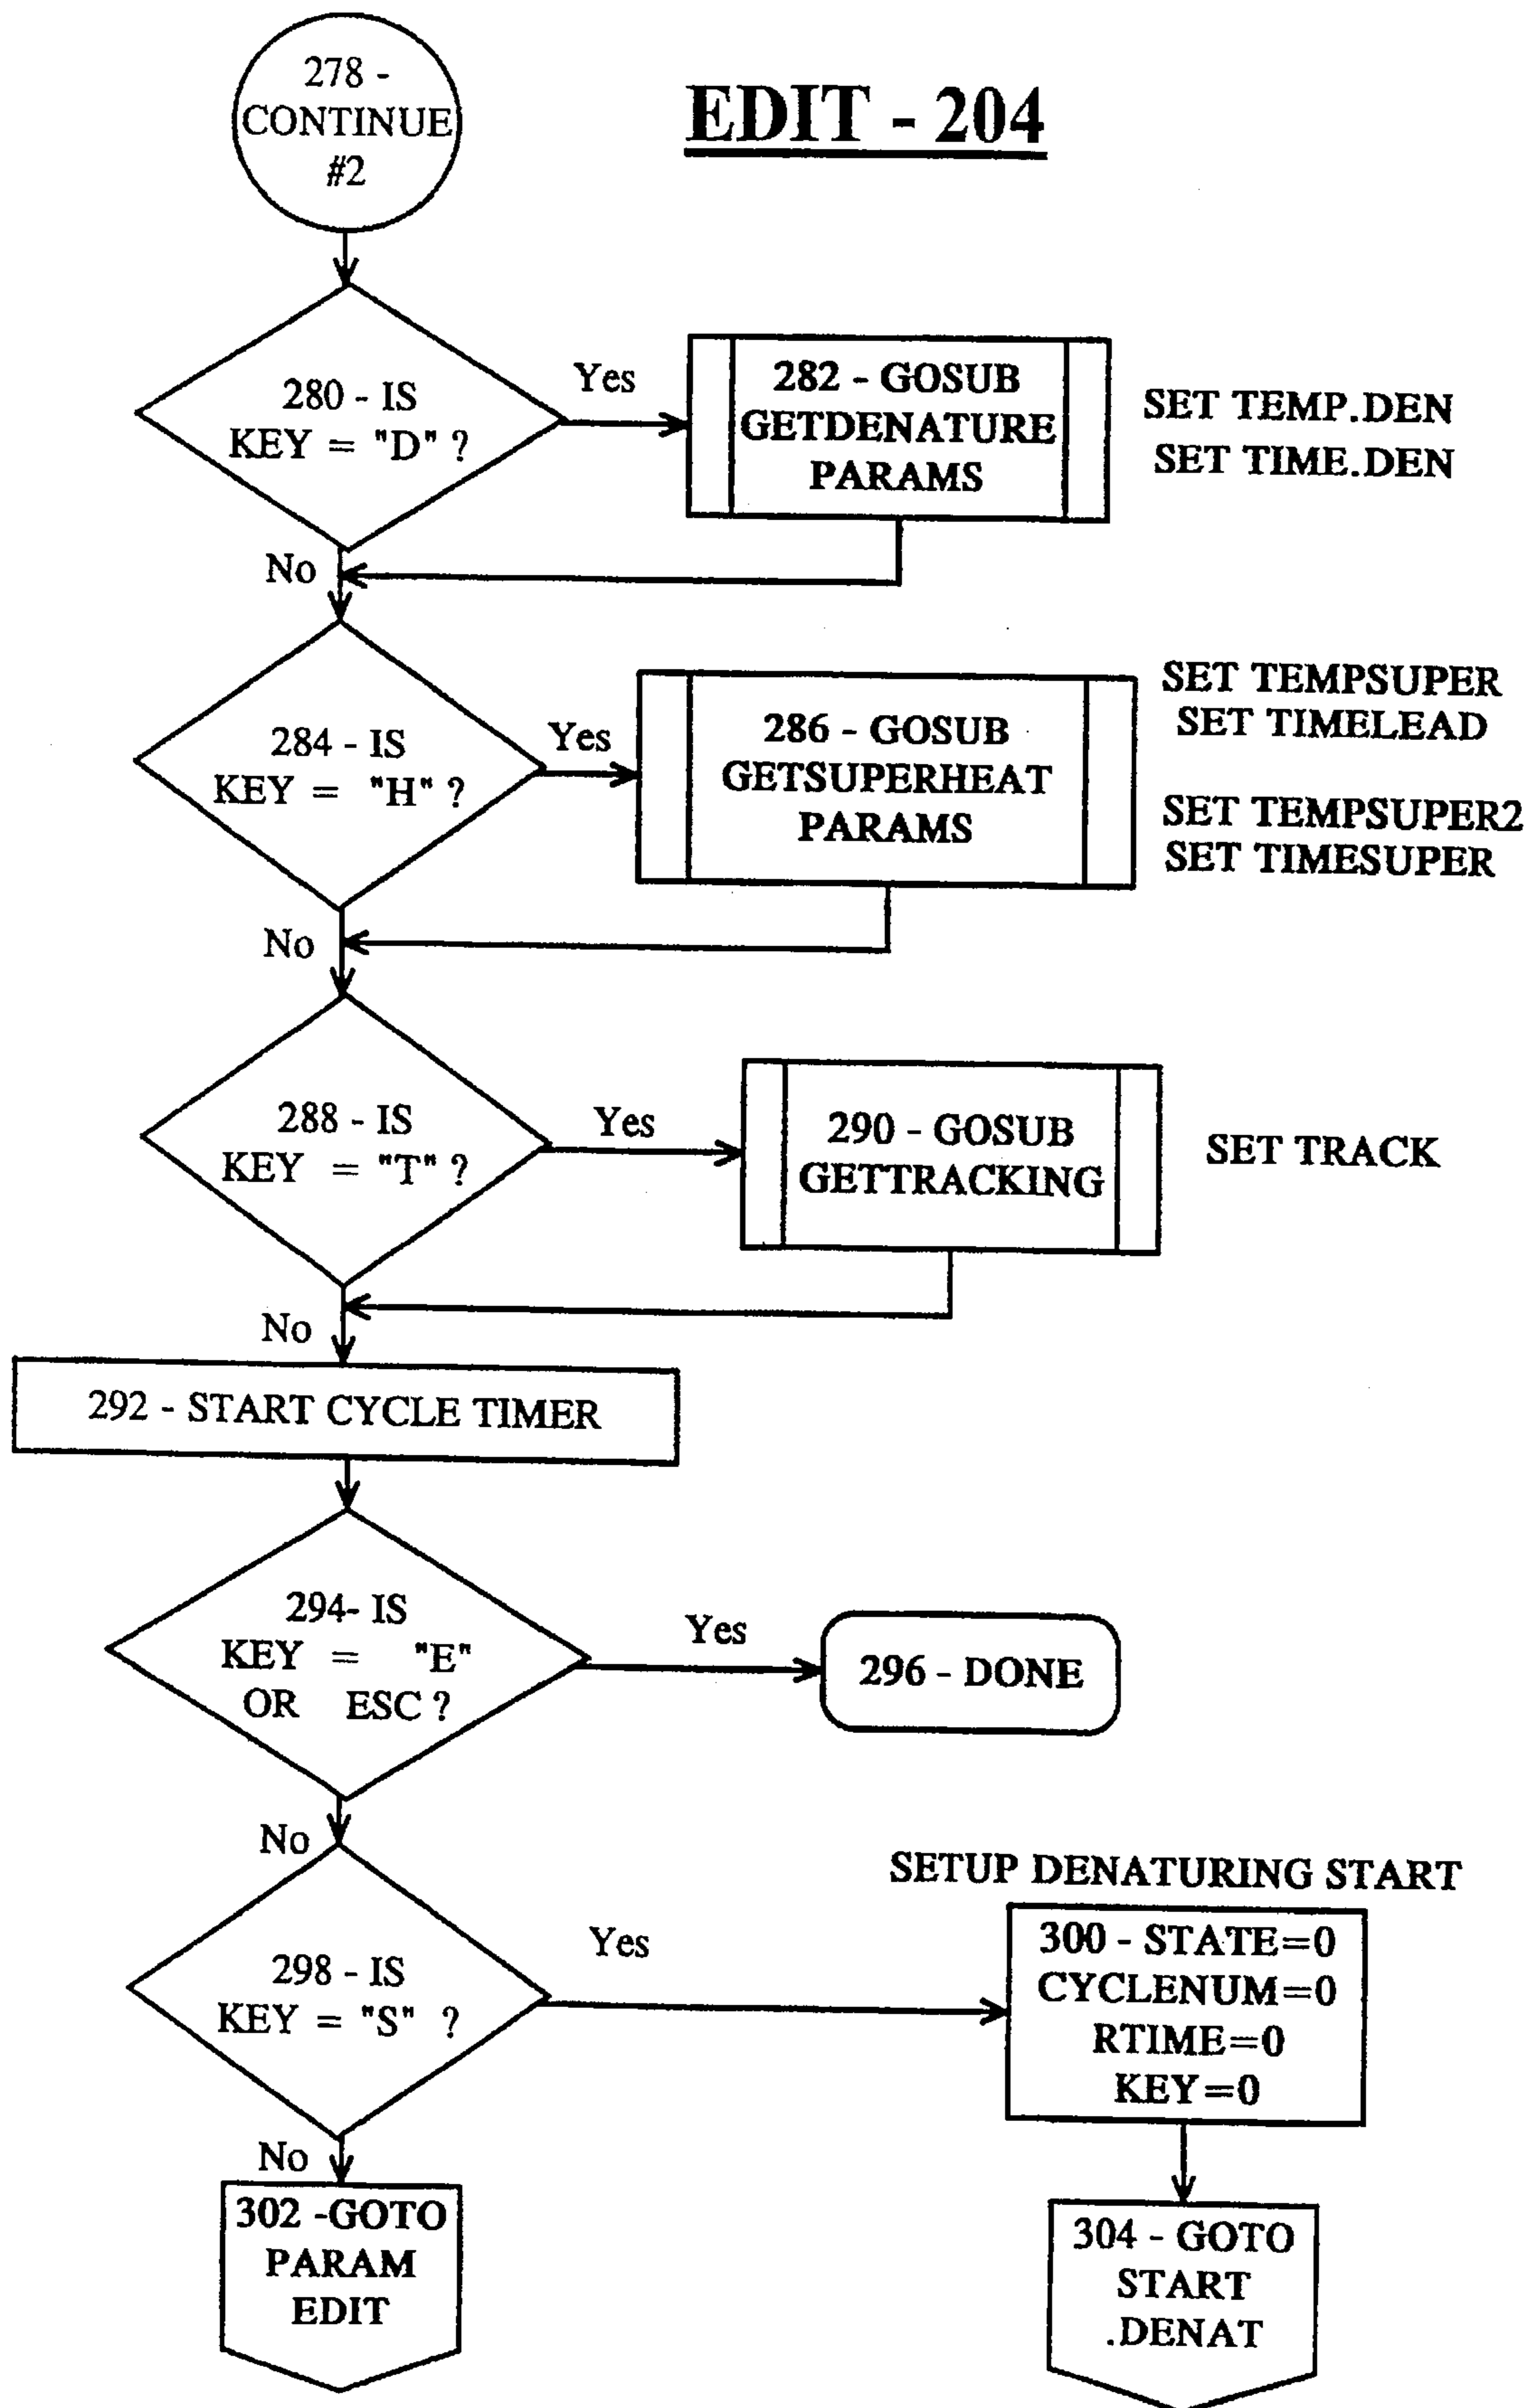 278 -
CONTINUE
#2
EDIT - 204
280 - IS
KEY = "D" ?
Yes
282 - GOSUB
GETDENATURE
PARAMS
SET TEMP.DEN
SET TIME.DEN
No
284 - IS
KEY = "H" ?
Yes
286 - GOSUB
GETSUPERHEAT
PARAMS
SET TEMPSUPER
SET TIMELEAD
SET TEMPSUPER2
SET TIMESUPER
No
288 - IS
KEY = "T" ?
Yes
290 - GOSUB
GETTRACKING
SET TRACK
No
292 - START CYCLE TIMER
294- IS
KEY = "E"
OR ESC ?
Yes
296 - DONE
No
298 - IS
KEY = "S" ?
Yes
SETUP DENATURING START
300 - STATE=0
CYCLENUM=0
RTIME=0
KEY=0
No
302 -GOTO
PARAM
EDIT
304 - GOTO
START
.DENAT